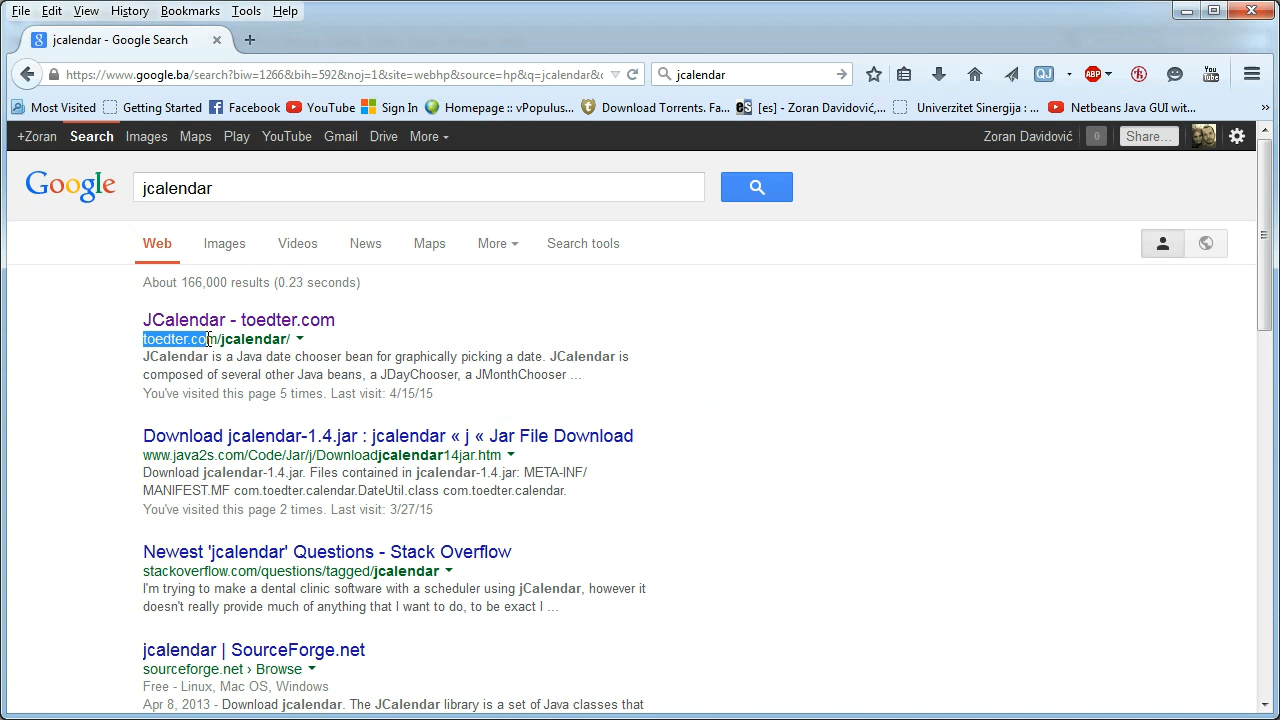 File Edit View History Bookmarks Tools Help
jcalendar - Google Search
https://www.google.ba/search?biw=1266&bih=592&noj=1&site=webhp&source=hp&q=jcalendar&
jcalendar
QJ
ABP
You Tube
Most Visited Getting Started Facebook YouTube Sign In Homepage :: vPopulus... Download Torrents. Fa... [es] - Zoran Davidović,... Univerzitet Sinergija : ... Netbeans Java GUI wit... »
+Zoran Search Images Maps Play YouTube Gmail Drive More Zoran Davidović 0 Share...
Google jcalendar
Web Images Videos News Maps More Search tools
About 166,000 results (0.23 seconds)
JCalendar - toedter.com
toedter.com/jcalendar/
JCalendar is a Java date chooser bean for graphically picking a date. JCalendar is
composed of several other Java beans, a JDayChooser, a JMonthChooser ...
You've visited this page 5 times. Last visit: 4/15/15
Download jcalendar-1.4.jar : jcalendar « j « Jar File Download
www.java2s.com/Code/Jar/j/Downloadjcalendar14jar.htm
Download jcalendar-1.4.jar. Files contained in jcalendar-1.4.jar: META-INF/
MANIFEST.MF com.toedter.calendar.DateUtil.class com.toedter.calendar.
You've visited this page 2 times. Last visit: 3/27/15
Newest 'jcalendar' Questions - Stack Overflow
stackoverflow.com/questions/tagged/jcalendar
I'm trying to make a dental clinic software with a scheduler using jCalendar, however it
doesn't really provide much of anything that I want to do, to be exact I ...
jcalendar | SourceForge.net
sourceforge.net › Browse
Free - Linux, Mac OS, Windows
Apr 8, 2013 - Download jcalendar. The JCalendar library is a set of Java classes that